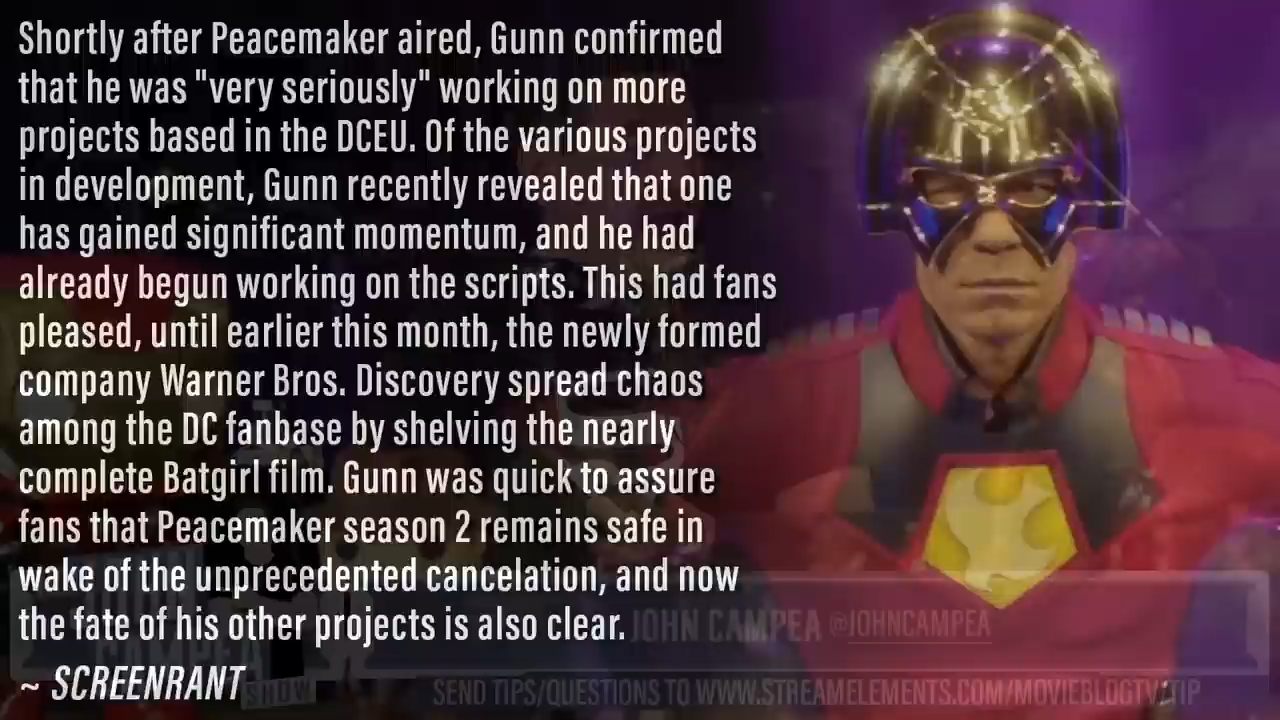 Shortly after Peacemaker aired, Gunn confirmed
that he was "very seriously" working on more
projects based in the DCEU. Of the various projects
in development, Gunn recently revealed that one
has gained significant momentum, and he had
already begun working on the scripts. This had fans
pleased, until earlier this month, the newly formed
company Warner Bros. Discovery spread chaos
among the DC fanbase by shelving the nearly
complete Batgirl film. Gunn was quick to assure
fans that Peacemaker season 2 remains safe in
wake of the unprecedented cancelation, and now
the fate of his other projects is also clear.
~ SCREENRANT
JOHN CAMPEA @JOHNCAMPEA
CAMPEA
SHOW
SEND TIPS/QUESTIONS TO WWW.STREAMELEMENTS.COM/MOVIEBLOGTV/TIP